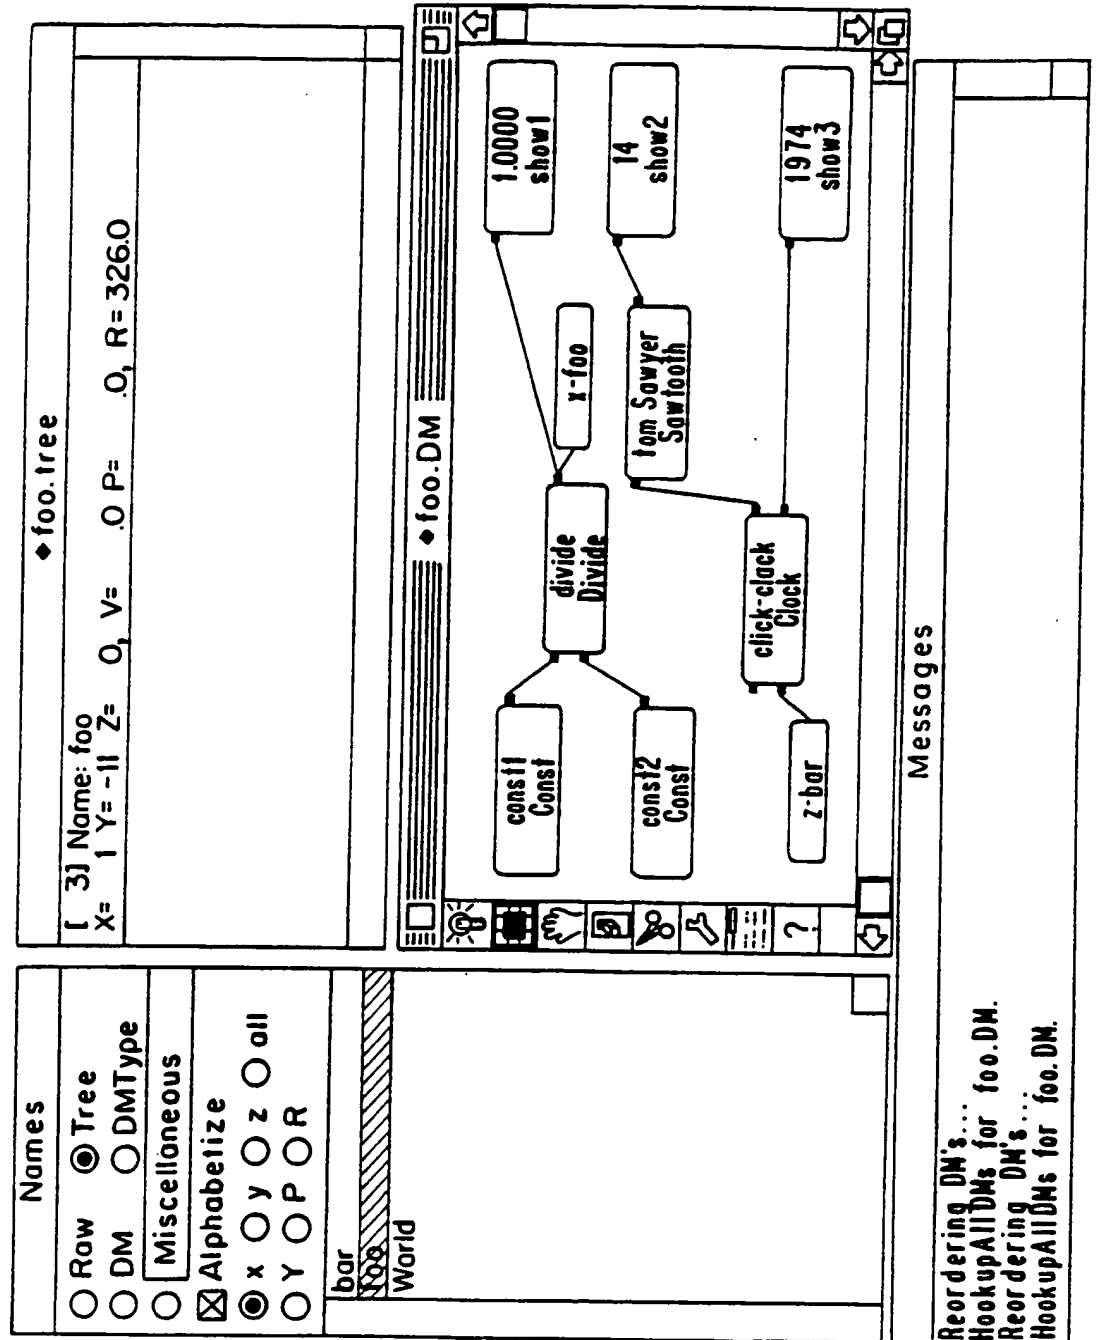 Names
Raw Tree
DM DMType
Miscellaneous
Alphabetize
x y z all
Y P R
bar
foo
World
foo.tree
[ 3] Name: foo
X= 1 Y= -11 Z= 0, V= .0 P= .0, R= 326.0
foo.DM
?
const1
Const
const2
Const
z-bar
divide
Divide
click-clack
Clock
x-foo
tom Sawyer
Sawtooth
1.0000
show1
14
show2
1974
show3
Messages
Reordering DM's...
HookupAllDMs for foo.DM.
Reordering DM's...
HookupAllDMs for foo.DM.